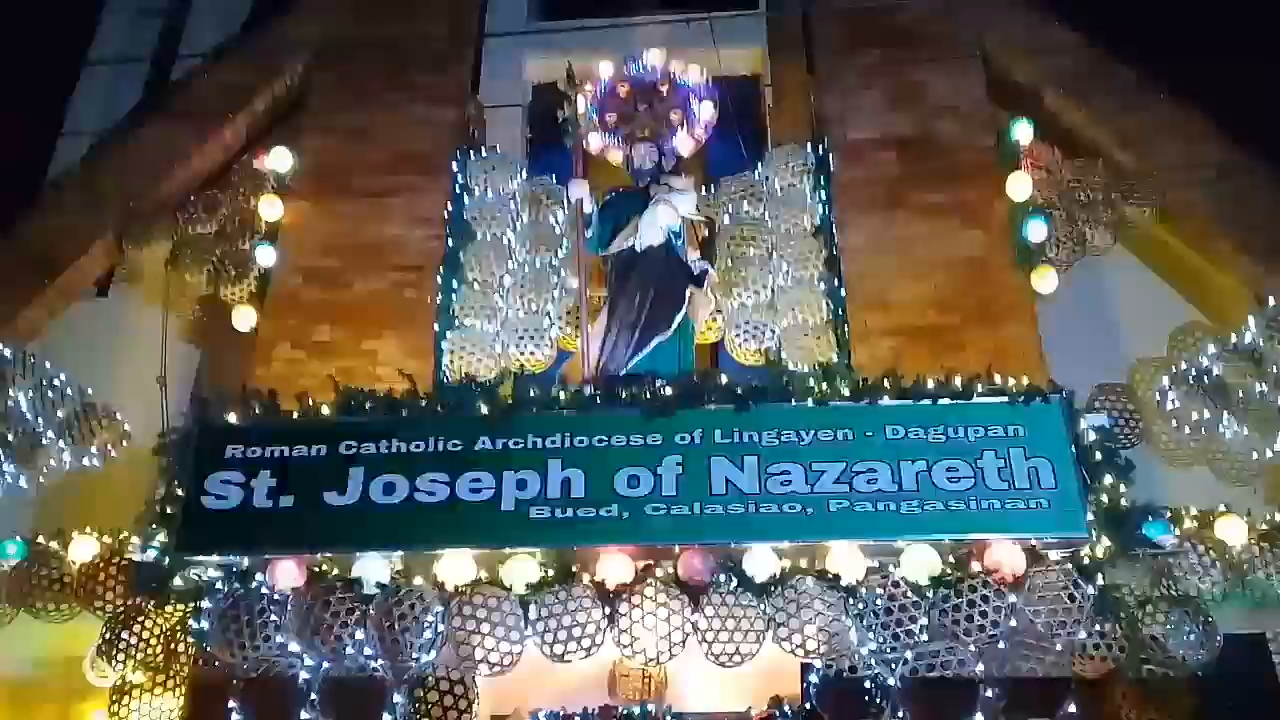 Roman Catholic Archdiocese of Lingayen - Dagupan
St. Joseph of Nazareth
Bued, Calasiao, Pangasinan